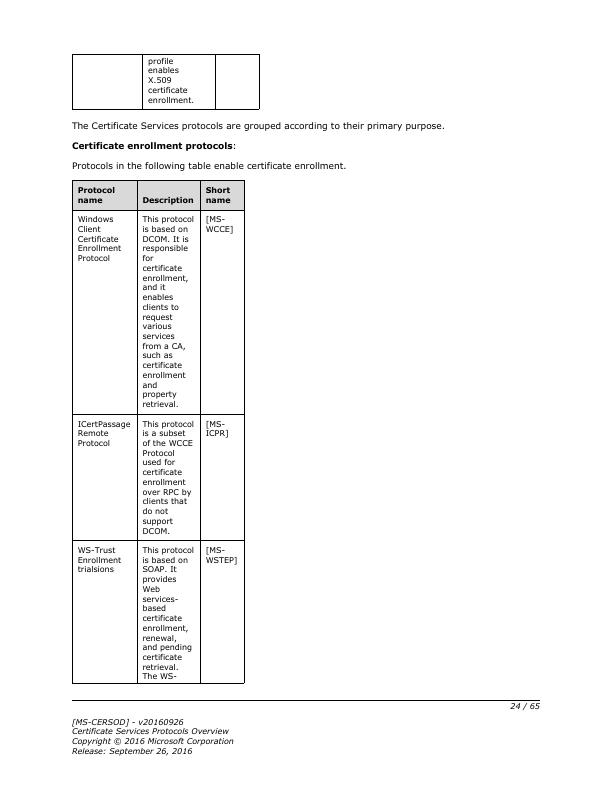 profile
enables
X.509
certificate
enrollment.
The Certificate Services protocols are grouped according to their primary purpose.
Certificate enrollment protocols:
Protocols in the following table enable certificate enrollment.
Protocol
name
Description
Short
name
Windows
Client
Certificate
Enrollment
Protocol
This protocol
is based on
DCOM. It is
responsible
for
certificate
enrollment,
and it
enables
clients to
request
various
services
from a CA,
such as
certificate
enrollment
and
property
retrieval.
[MS-
WCCE]
ICertPassage
Remote
Protocol
This protocol
is a subset
of the WCCE
Protocol
used for
certificate
enrollment
over RPC by
clients that
do not
support
DCOM.
[MS-
ICPR]
WS-Trust
Enrollment
trialsions
This protocol
is based on
SOAP. It
provides
Web
services-
based
certificate
enrollment,
renewal,
and pending
certificate
retrieval.
The WS-
[MS-
WSTEP]
24 / 65
[MS-CERSOD] - v20160926
Certificate Services Protocols Overview
Copyright © 2016 Microsoft Corporation
Release: September 26, 2016